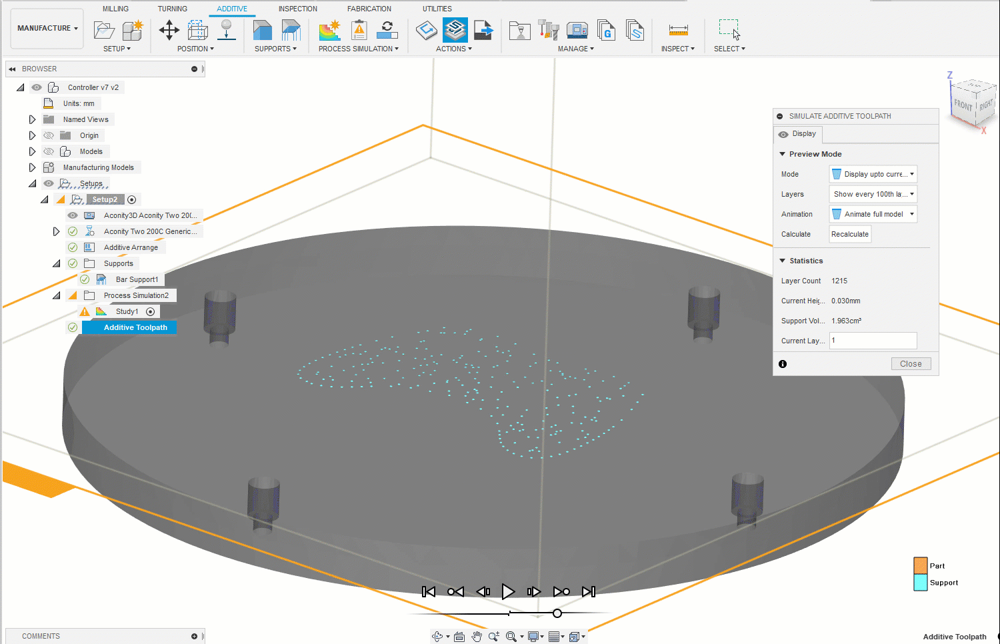 MILLING TURNING ADDITIVE INSPECTION FABRICATION UTILITIES
MANUFACTURE
SETUP POSITION SUPPORTS PROCESS SIMULATION ACTIONS MANAGE INSPECT SELECT
G
S
BROWSER
Controller v7 v2
Units: mm
Named Views
Origin
Models
Manufacturing Models
Setups
Setup2
Aconity3D Aconity Two 20(...
Aconity Two 200C Generic...
Additive Arrange
Supports
Bar Support1
Process Simulation2
Study1
Additive Toolpath
Z
TOP
FRONT
RIGHT
X
SIMULATE ADDITIVE TOOLPATH
Display
Preview Mode
Mode Display upto curre...
Layers Show every 100th la...
Animation Animate full model
Calculate Recalculate
Statistics
Layer Count 1215
Current Heig... 0.030mm
Support Vol... 1.963cm³
Current Lay... 1
Close
Part
Support
COMMENTS
Additive Toolpath